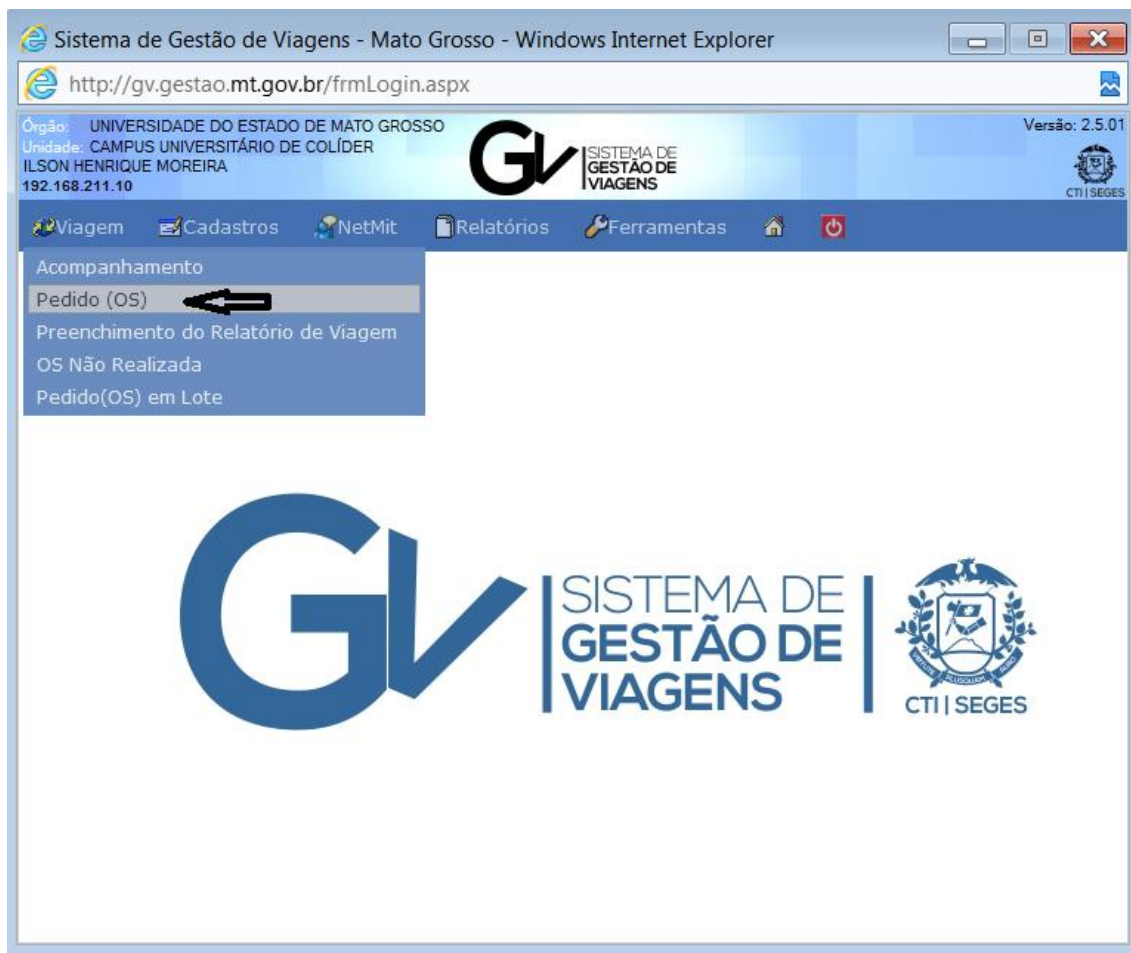 Sistema de Gestão de Viagens - Mato Grosso - Windows Internet Explorer
http://gv.gestao.mt.gov.br/frmLogin.aspx
Órgão: UNIVERSIDADE DO ESTADO DE MATO GROSSO
Unidade: CAMPUS UNIVERSITÁRIO DE COLÍDER
ILSON HENRIQUE MOREIRA
192.168.211.10
GV
SISTEMA DE
GESTÃO DE
VIAGENS
Versão: 2.5.01
CTI | SEGES
Viagem Cadastros NetMit Relatórios Ferramentas
Acompanhamento
Pedido (OS)
Preenchimento do Relatório de Viagem
OS Não Realizada
Pedido(OS) em Lote
GV
SISTEMA DE
GESTÃO DE
VIAGENS
VIRTUTE PLUSQUAM AURO
CTI | SEGES